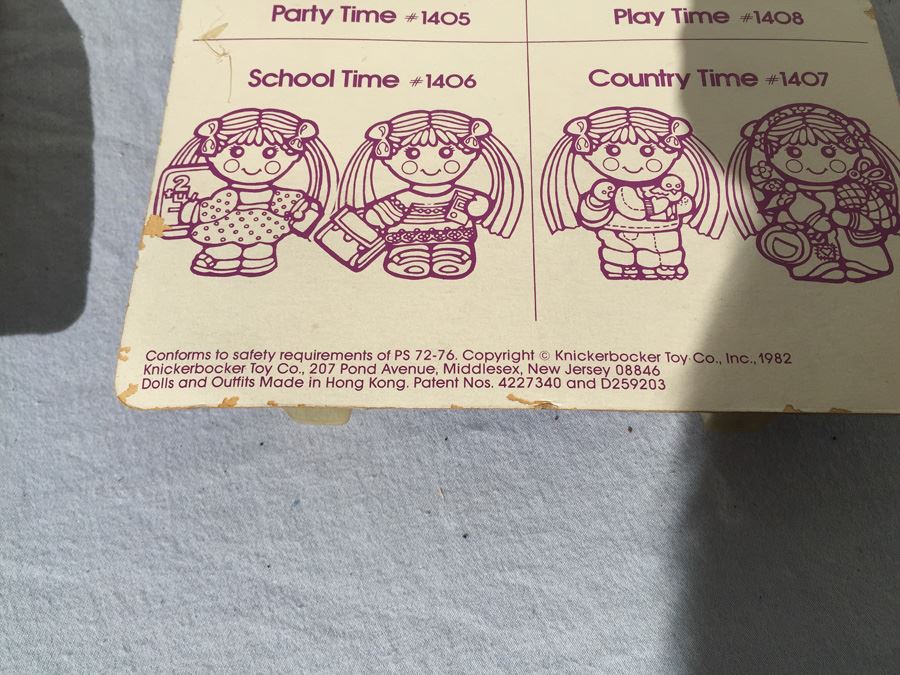 Party Time #1405
Play Time #1408
School Time #1406
Country Time #1407
2
Conforms to safety requirements of PS 72-76. Copyright © Knickerbocker Toy Co., Inc., 1982
Knickerbocker Toy Co., 207 Pond Avenue, Middlesex, New Jersey 08846
Dolls and Outfits Made in Hong Kong. Patent Nos. 4227340 and D259203